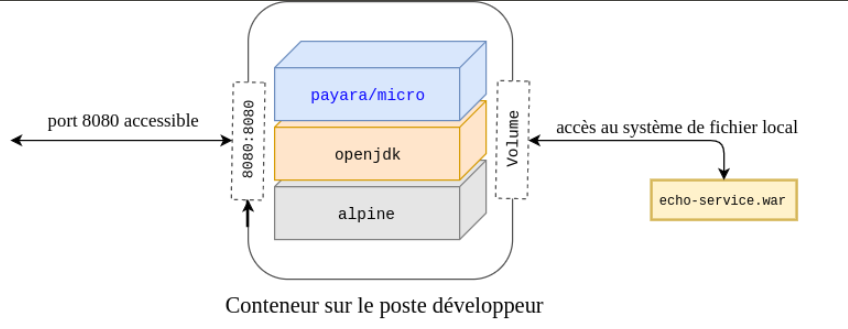 payara/micro
port 8080 accessible
8080:8080
Volume
accès au système de fichier local
openjdk
echo-service.war
alpine
Conteneur sur le poste développeur